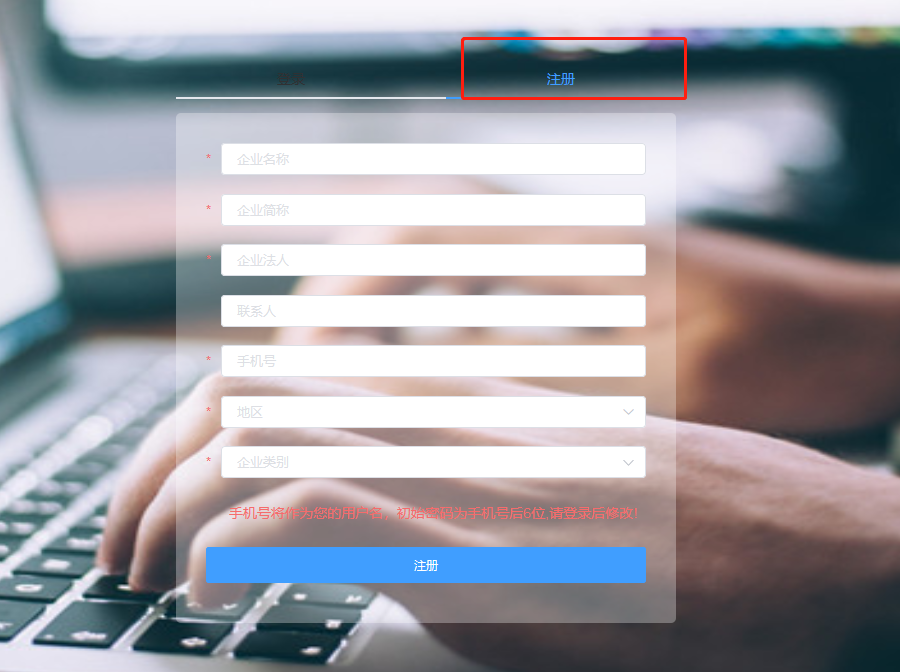 登录
注册
* 企业名称
* 企业简称
* 企业法人
联系人
* 手机号
* 地区
* 企业类别
手机号将作为您的用户名，初始密码为手机号后6位,请登录后修改!
注册